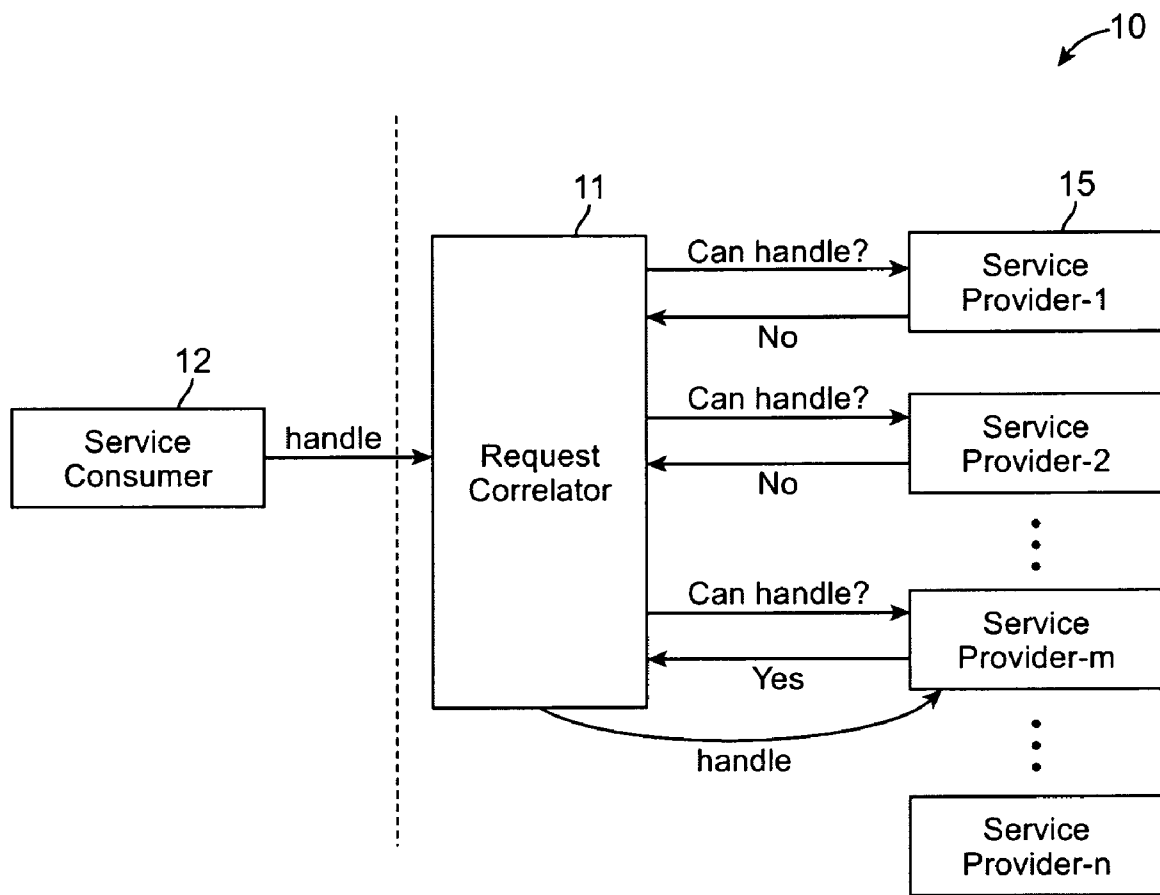 10
11
15
Can handle?
Service
Provider-1
No
12
Service
Consumer
handle
Request
Correlator
Can handle?
Service
Provider-2
No
Can handle?
Service
Provider-m
Yes
handle
Service
Provider-n